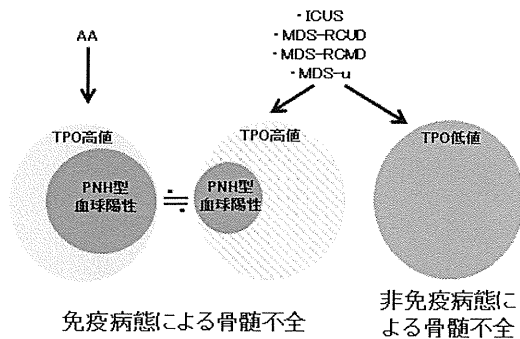 AA
・ICUS
・MDS-RCUD
・MDS-RCMD
・MDS-u
TPO高値
PNH型
血球陽性
≒
TPO高値
PNH型
血球陽性
TPO低値
免疫病態による骨髄不全
非免疫病態に
よる骨髄不全